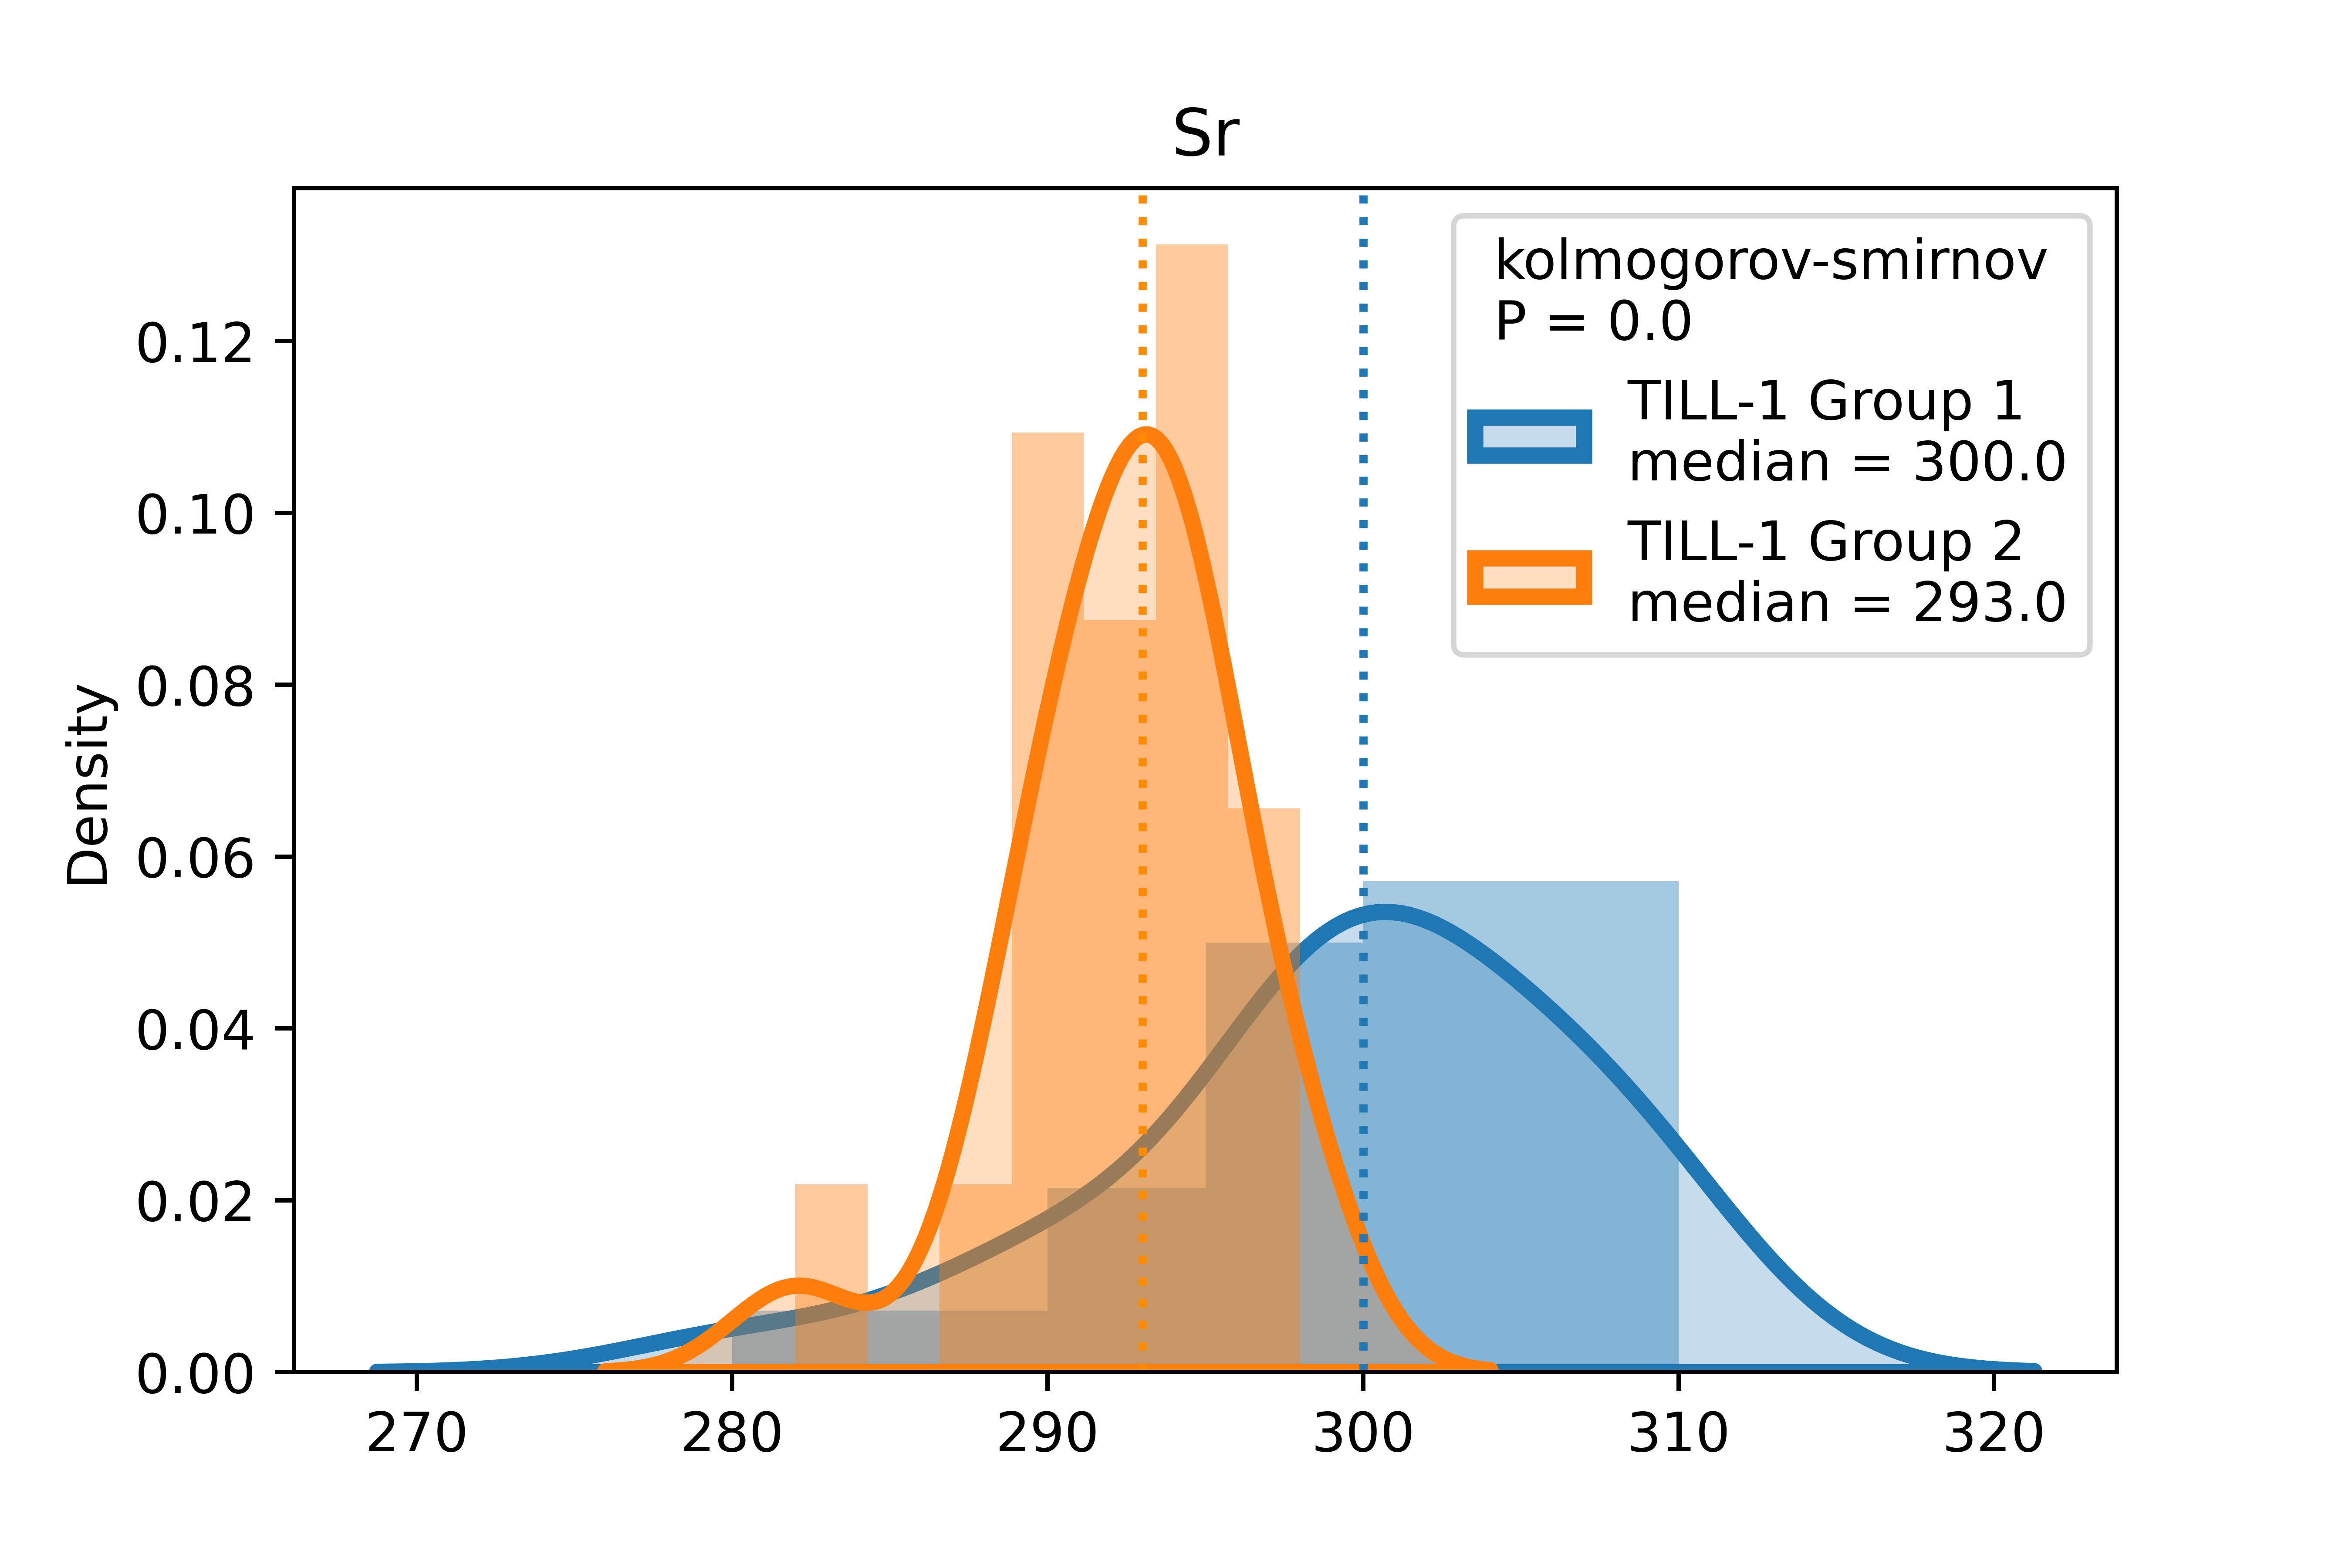 Sr
kolmogorov-smirnov
P = 0.0
TILL-1 Group 1
median = 300.0
TILL-1 Group 2
median = 293.0
Density
0.12
0.10
0.08
0.06
0.04
0.02
0.00
270 280 290 300 310 320